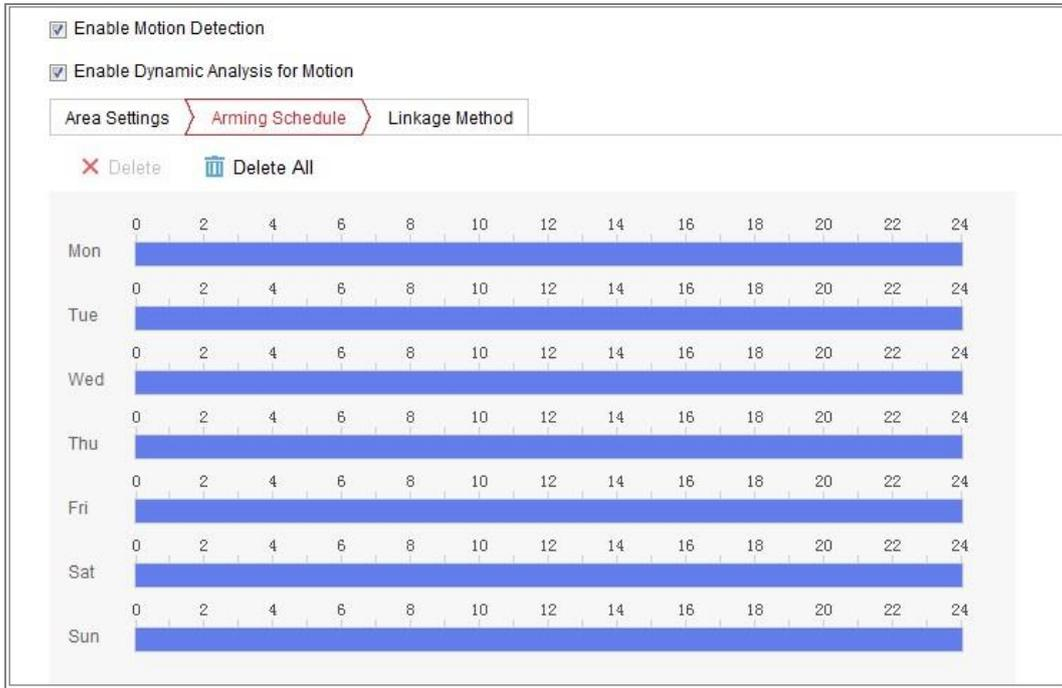 Enable Motion Detection
Enable Dynamic Analysis for Motion
Area Settings Arming Schedule Linkage Method
Delete Delete All
0 2 4 6 8 10 12 14 16 18 20 22 24
Mon
0 2 4 6 8 10 12 14 16 18 20 22 24
Tue
0 2 4 6 8 10 12 14 16 18 20 22 24
Wed
0 2 4 6 8 10 12 14 16 18 20 22 24
Thu
0 2 4 6 8 10 12 14 16 18 20 22 24
Fri
0 2 4 6 8 10 12 14 16 18 20 22 24
Sat
0 2 4 6 8 10 12 14 16 18 20 22 24
Sun